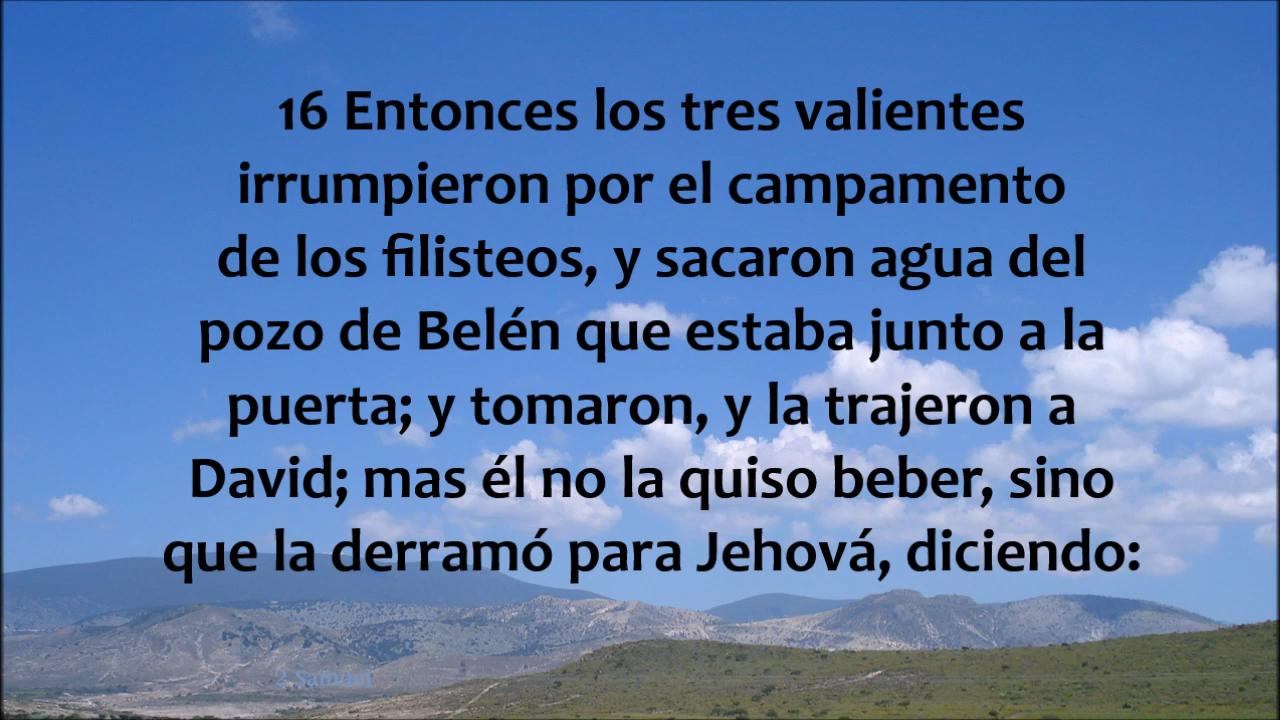 16 Entonces los tres valientes
irrumpieron por el campamento
de los filisteos, y sacaron agua del
pozo de Belén que estaba junto a la
puerta; y tomaron, y la trajeron a
David; mas él no la quiso beber, sino
que la derramó para Jehová, diciendo:
2 Samuel